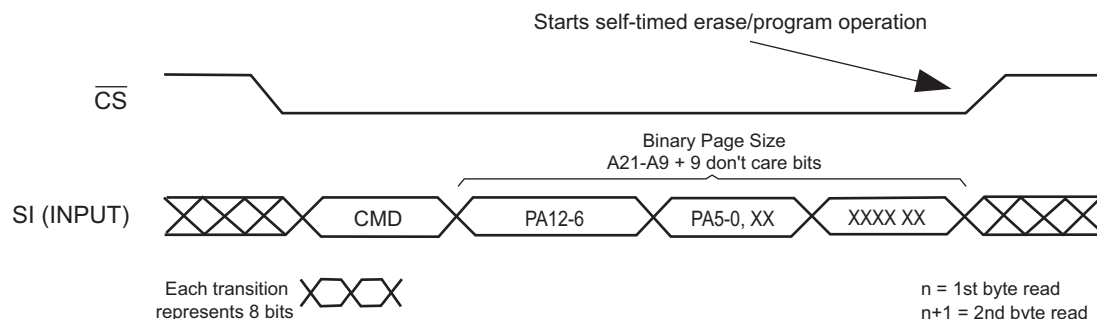 Starts self-timed erase/program operation
CS
Binary Page Size
A21-A9 + 9 don't care bits
SI (INPUT)
CMD
PA12-6
PA5-0, XX
XXXX XX
Each transition
represents 8 bits
n = 1st byte read
n+1 = 2nd byte read